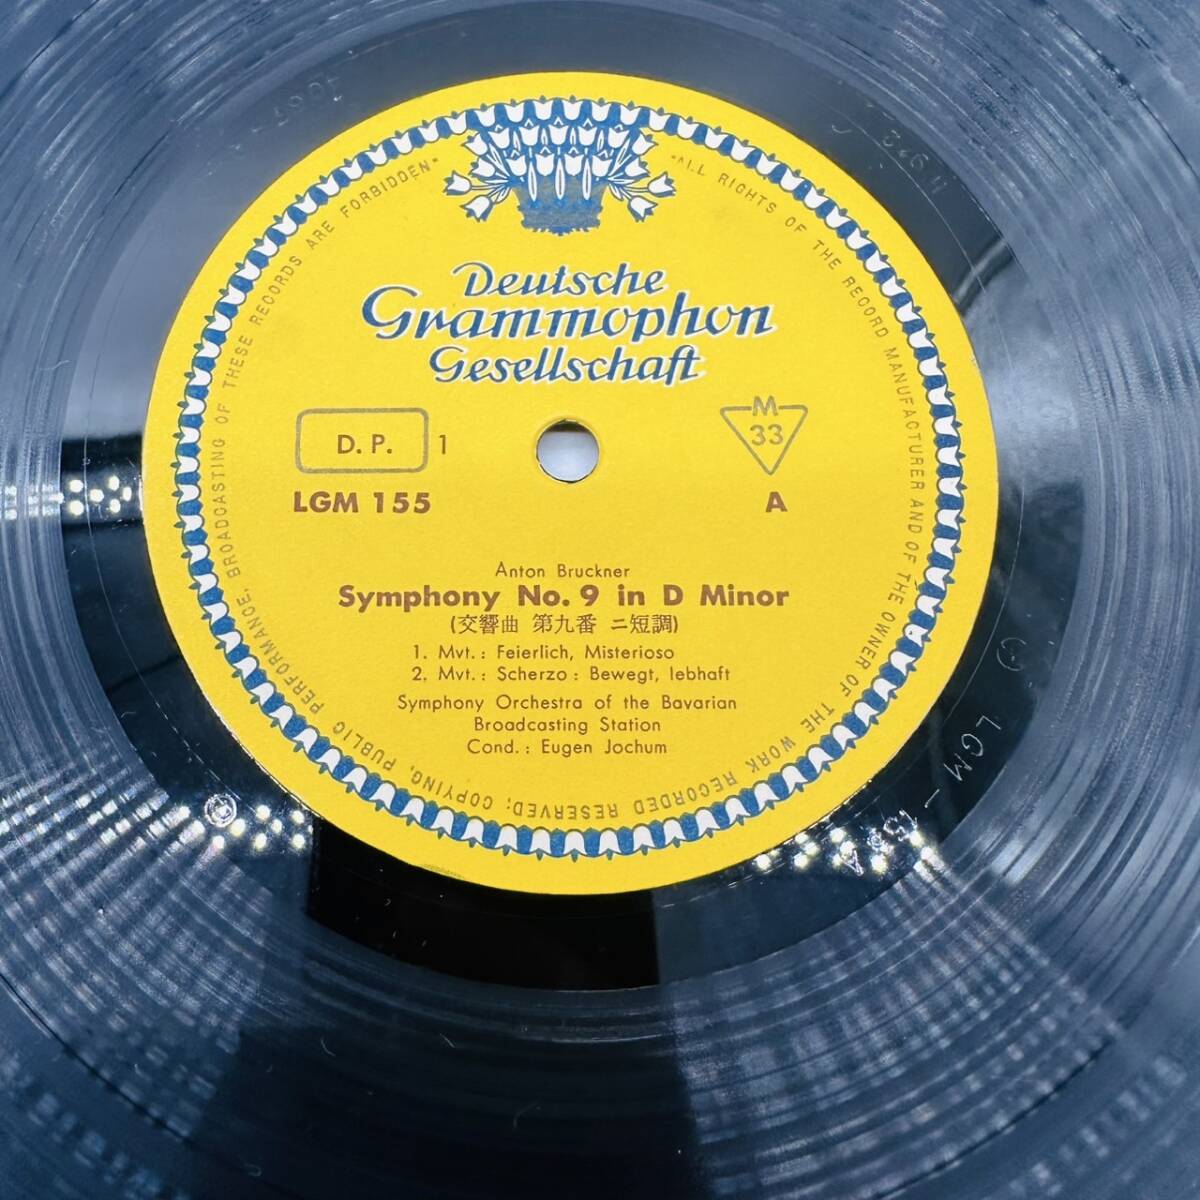 "ALL RIGHTS OF THE RECORD MANUFACTURER AND OF THE OWNER OF THE WORK RECORDED RESERVED: COPYING, PUBLIC PERFORMANCE, BROADCASTING OF THESE RECORDS ARE FORBIDDEN"
Deutsche
Grammophon
Gesellschaft
D. P. 1
M
33
LGM 155
A
Anton Bruckner
Symphony No. 9 in D Minor
(交響曲 第九番 ニ短調)
1. Mvt.: Feierlich, Misterioso
2. Mvt.: Scherzo: Bewegt, lebhaft
Symphony Orchestra of the Bavarian
Broadcasting Station
Cond.: Eugen Jochum
LGM - 155A